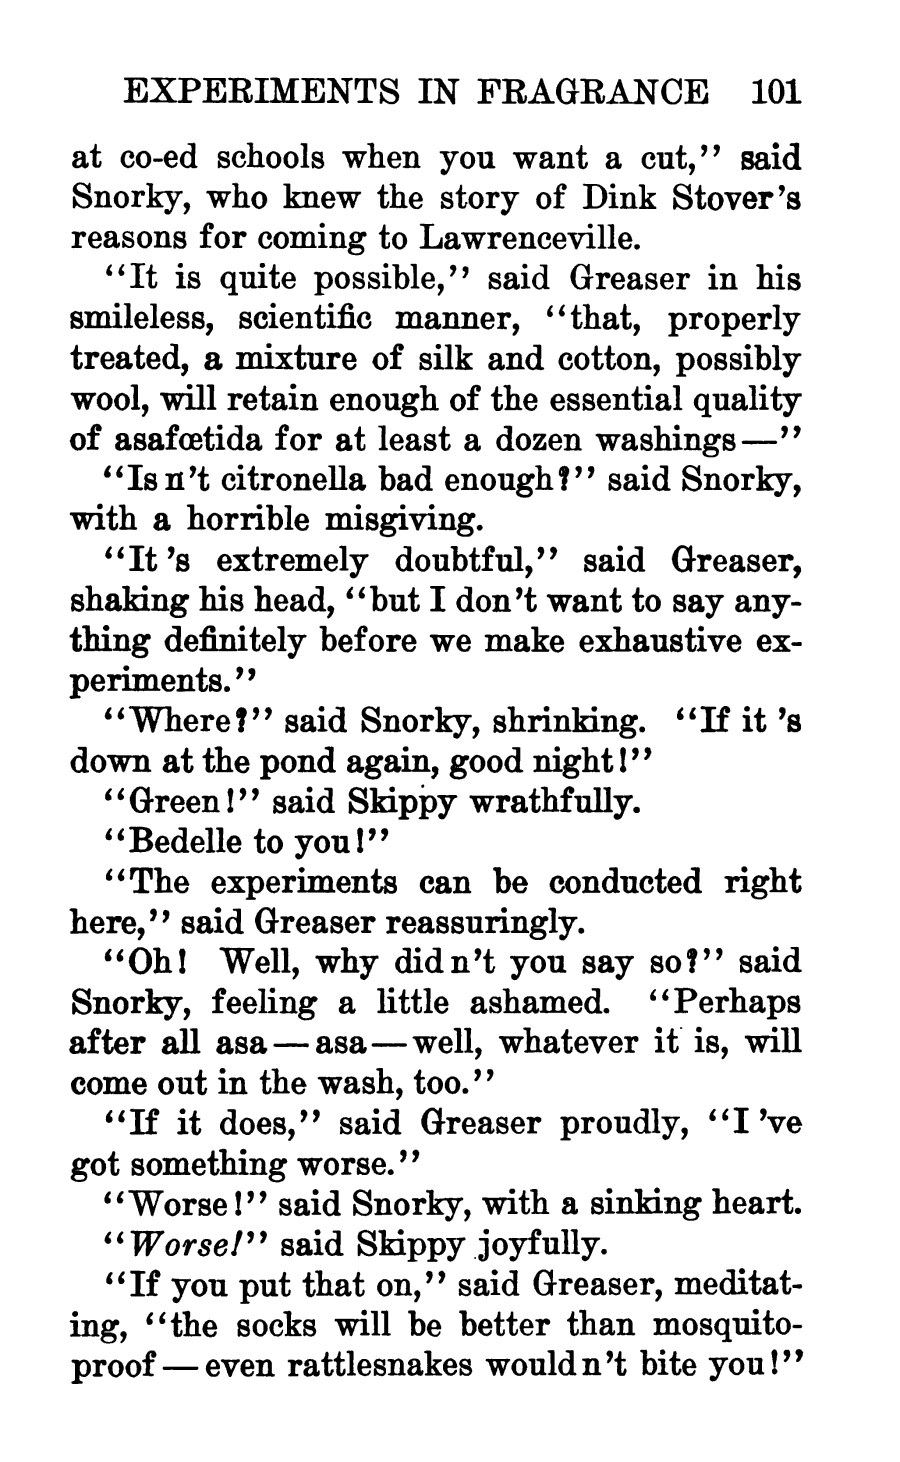 EXPERIMENTS IN FRAGRANCE 101
at co-ed schools when you want a cut,'' said
Snorky, who knew the story of Dink Stover's
reasons for coming to Lawrenceville.
``It is quite possible,'' said Greaser in his
smileless, scientific manner, ``that, properly
treated, a mixture of silk and cotton, possibly
wool, will retain enough of the essential quality
of asafœtida for at least a dozen washings—''
``Is n't citronella bad enough?'' said Snorky,
with a horrible misgiving.
``It 's extremely doubtful,'' said Greaser,
shaking his head, ``but I don't want to say any-
thing definitely before we make exhaustive ex-
periments.''
``Where?'' said Snorky, shrinking. ``If it 's
down at the pond again, good night!''
``Green!'' said Skippy wrathfully.
``Bedelle to you!''
``The experiments can be conducted right
here,'' said Greaser reassuringly.
``Oh! Well, why did n't you say so?'' said
Snorky, feeling a little ashamed. ``Perhaps
after all asa—asa—well, whatever it is, will
come out in the wash, too.''
``If it does,'' said Greaser proudly, ``I 've
got something worse.''
``Worse!'' said Snorky, with a sinking heart.
``Worse!'' said Skippy joyfully.
``If you put that on,'' said Greaser, meditat-
ing, ``the socks will be better than mosquito-
proof—even rattlesnakes would n't bite you!''